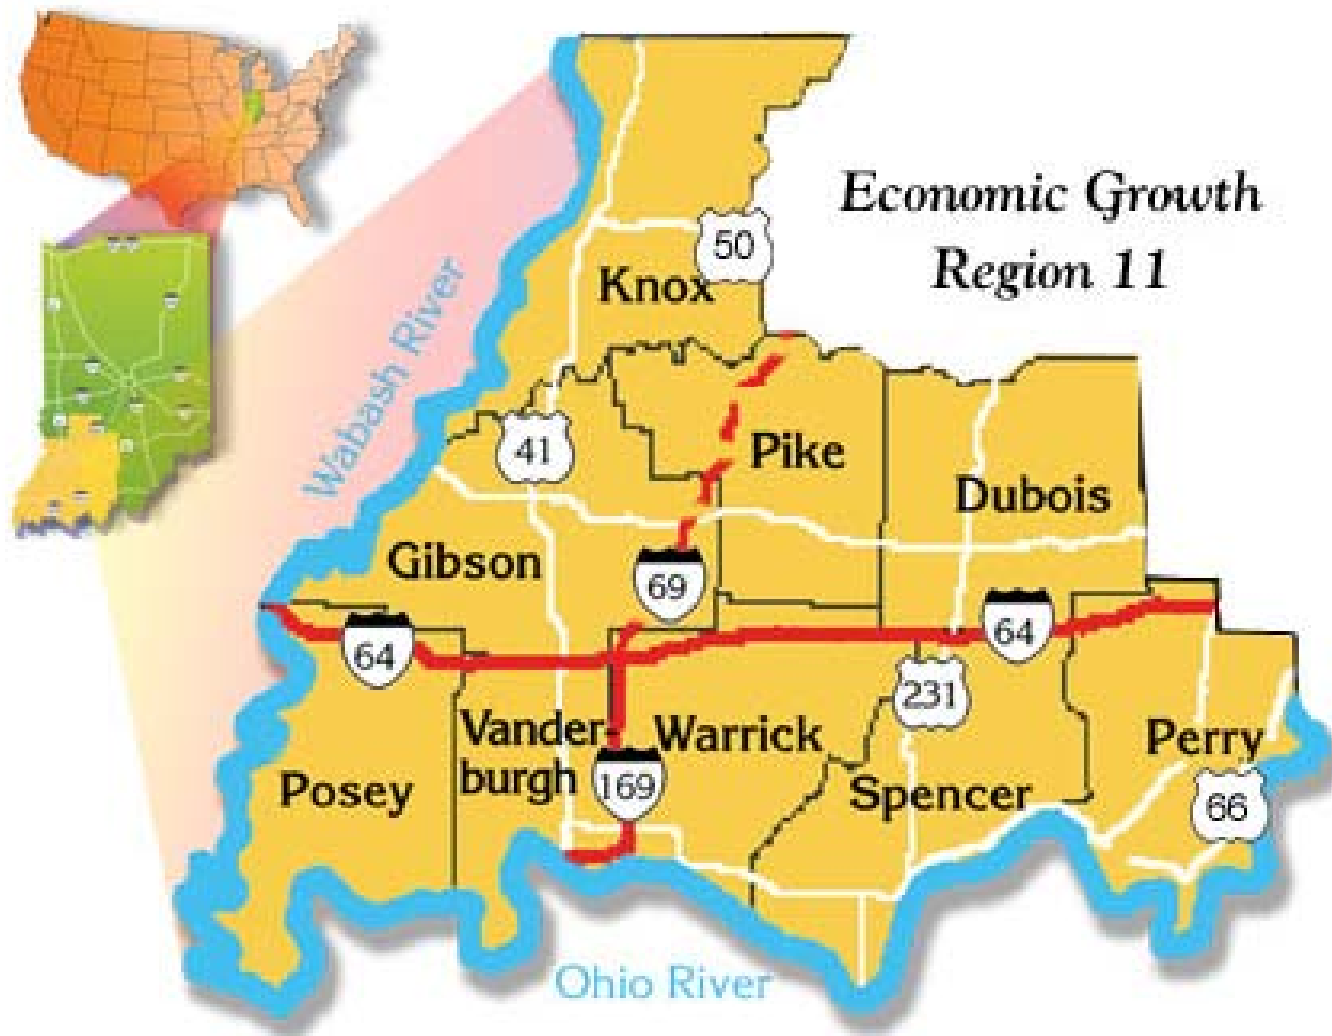 Economic Growth
Region 11
50
Knox
Wabash River
41
Pike
Dubois
Gibson
69
64
64
231
Vander-
burgh
Warrick
Perry
Posey
169
Spencer
66
Ohio River